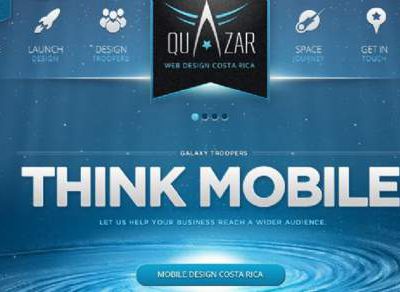 LAUNCH
DESIGN
DESIGN
TROOPERS
QUAZAR
WEB DESIGN COSTA RICA
SPACE
JOURNEY
GET IN
TOUCH
GALAXY TROOPERS
THINK MOBILE
LET US HELP YOUR BUSINESS REACH A WIDER AUDIENCE.
MOBILE DESIGN COSTA RICA